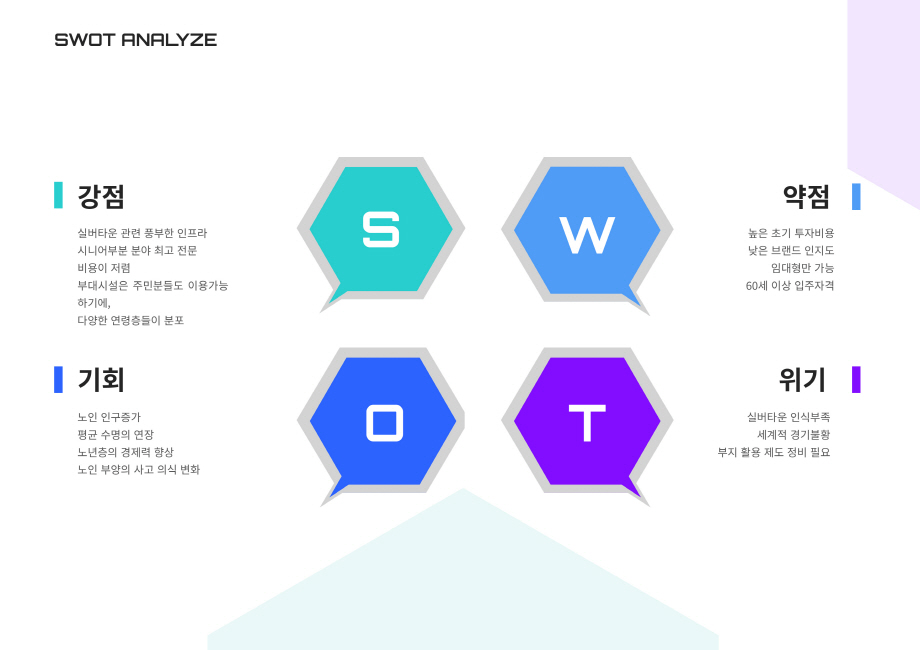 SWOT ANALYZE
강점
실버타운 관련 풍부한 인프라
시니어부분 분야 최고 전문
비용이 저렴
부대시설은 주민분들도 이용가능
하기에,
다양한 연령층들이 분포
S
W
약점
높은 초기 투자비용
낮은 브랜드 인지도
임대형만 가능
60세 이상 입주자격
기회
노인 인구증가
평균 수명의 연장
노년층의 경제력 향상
노인 부양의 사고 의식 변화
O
T
위기
실버타운 인식부족
세계적 경기불황
부지 활용 제도 정비 필요